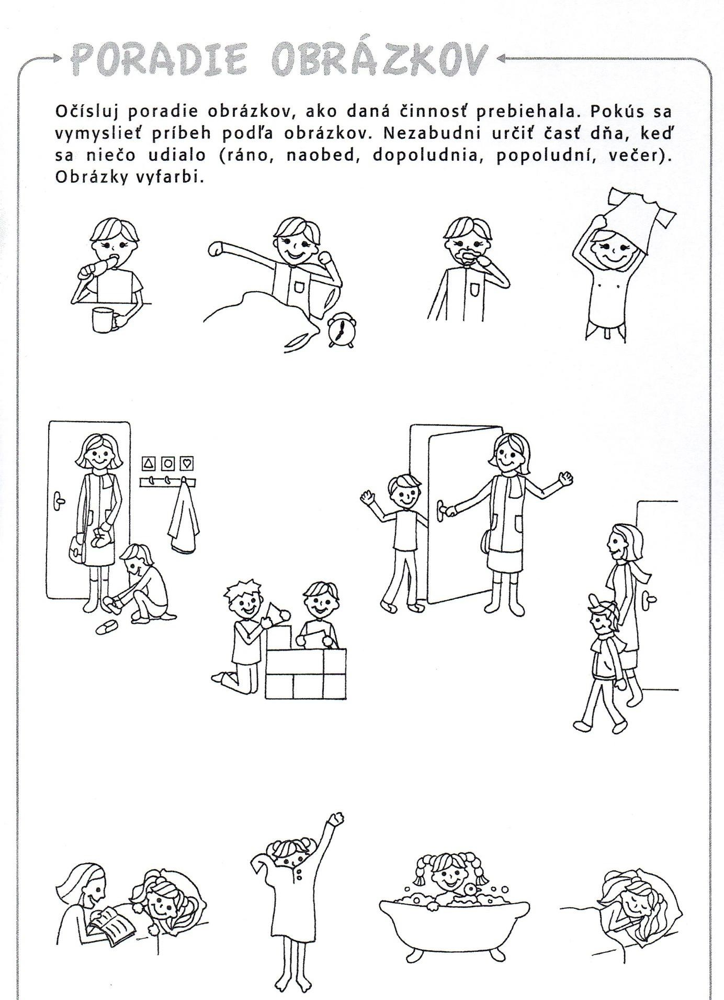 PORADIE OBRÁZKOV
Očísluj poradie obrázkov, ako daná činnosť prebiehala. Pokús sa
vymyslieť príbeh podľa obrázkov. Nezabudni určiť časť dňa, keď
sa niečo udialo (ráno, naobed, dopoludnia, popoludní, večer).
Obrázky vyfarbi.